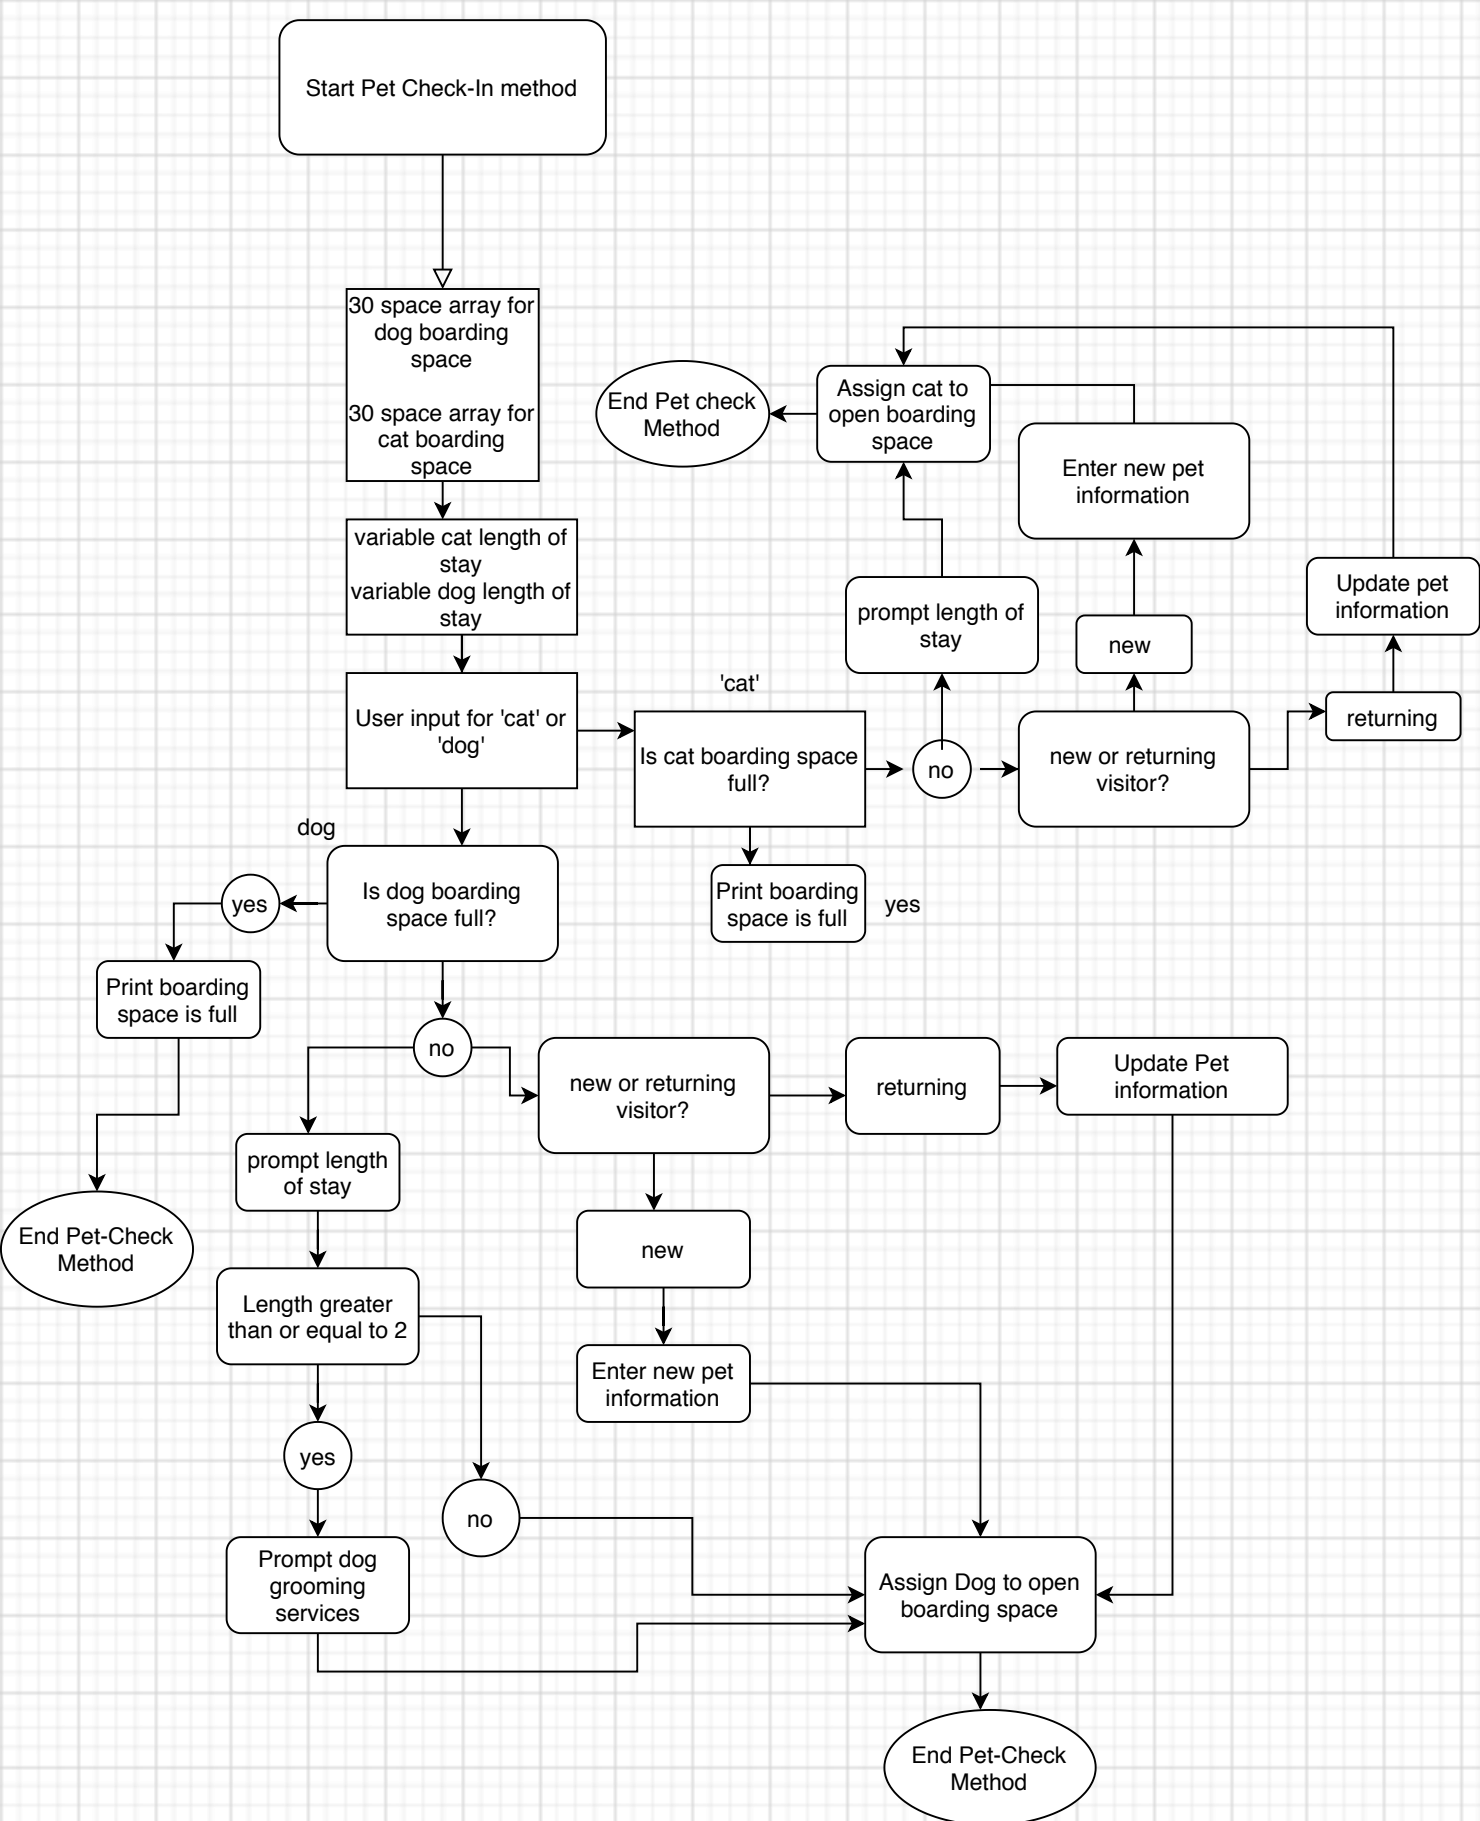 Start Pet Check-In method
30 space array for
dog boarding
space
30 space array for
cat boarding
space
variable cat length of
stay
variable dog length of
stay
User input for 'cat' or
'dog'
'cat'
Is cat boarding space
full?
no
prompt length of
stay
Assign cat to
open boarding
space
End Pet check
Method
new or returning
visitor?
new
Enter new pet
information
returning
Update pet
information
Print boarding
space is full
yes
dog
Is dog boarding
space full?
yes
Print boarding
space is full
End Pet-Check
Method
no
prompt length
of stay
Length greater
than or equal to 2
yes
Prompt dog
grooming
services
no
new or returning
visitor?
returning
Update Pet
information
new
Enter new pet
information
Assign Dog to open
boarding space
End Pet-Check
Method